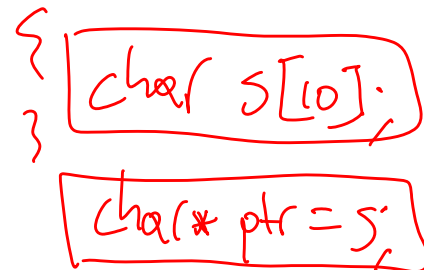 {
char s[10];
}
char* ptr = s;